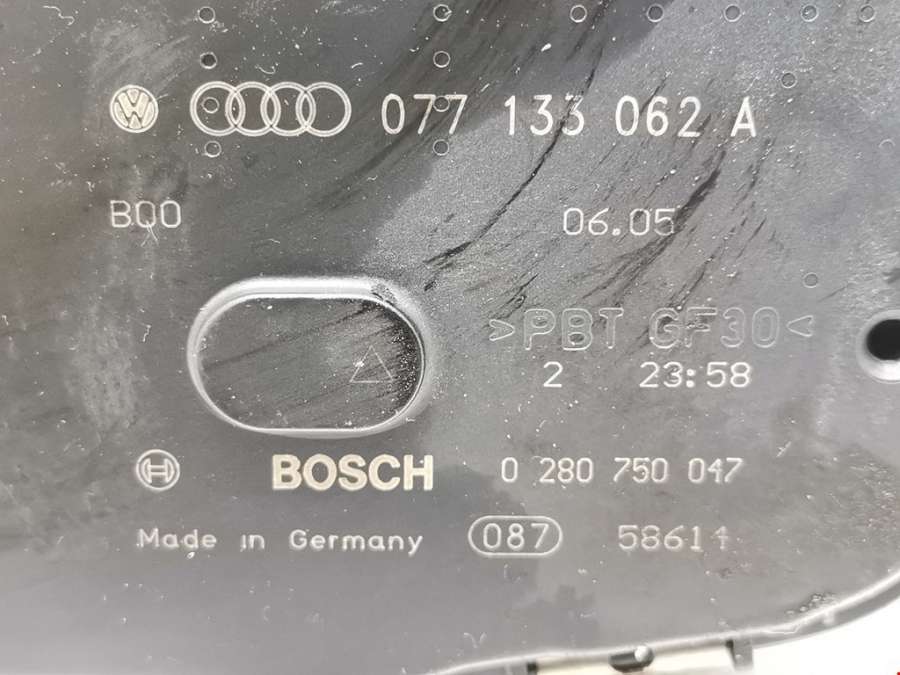 077 133 062 A
B00 06.05
>PBT GF30<
2 23:58
BOSCH 0 280 750 047
Made in Germany 087 58614